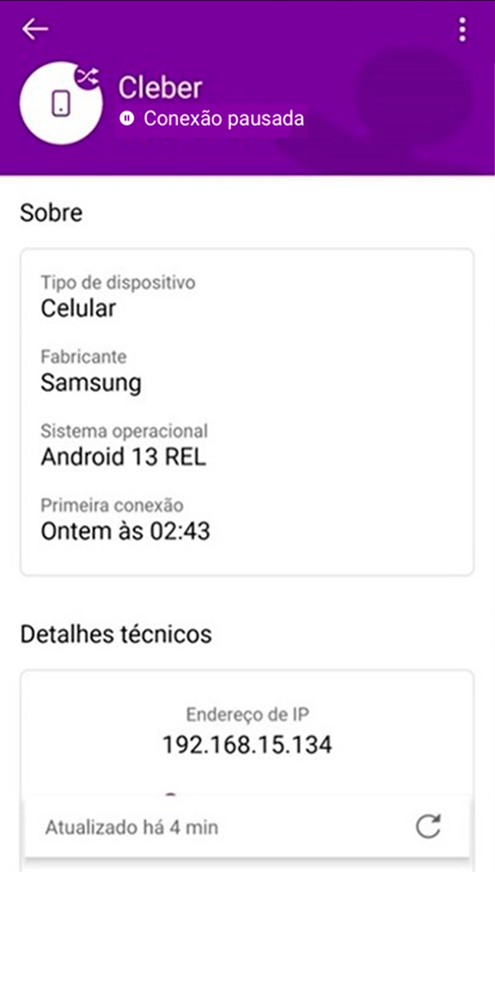 Cleber
Conexão pausada
Sobre
Tipo de dispositivo
Celular
Fabricante
Samsung
Sistema operacional
Android 13 REL
Primeira conexão
Ontem às 02:43
Detalhes técnicos
Endereço de IP
192.168.15.134
Atualizado há 4 min